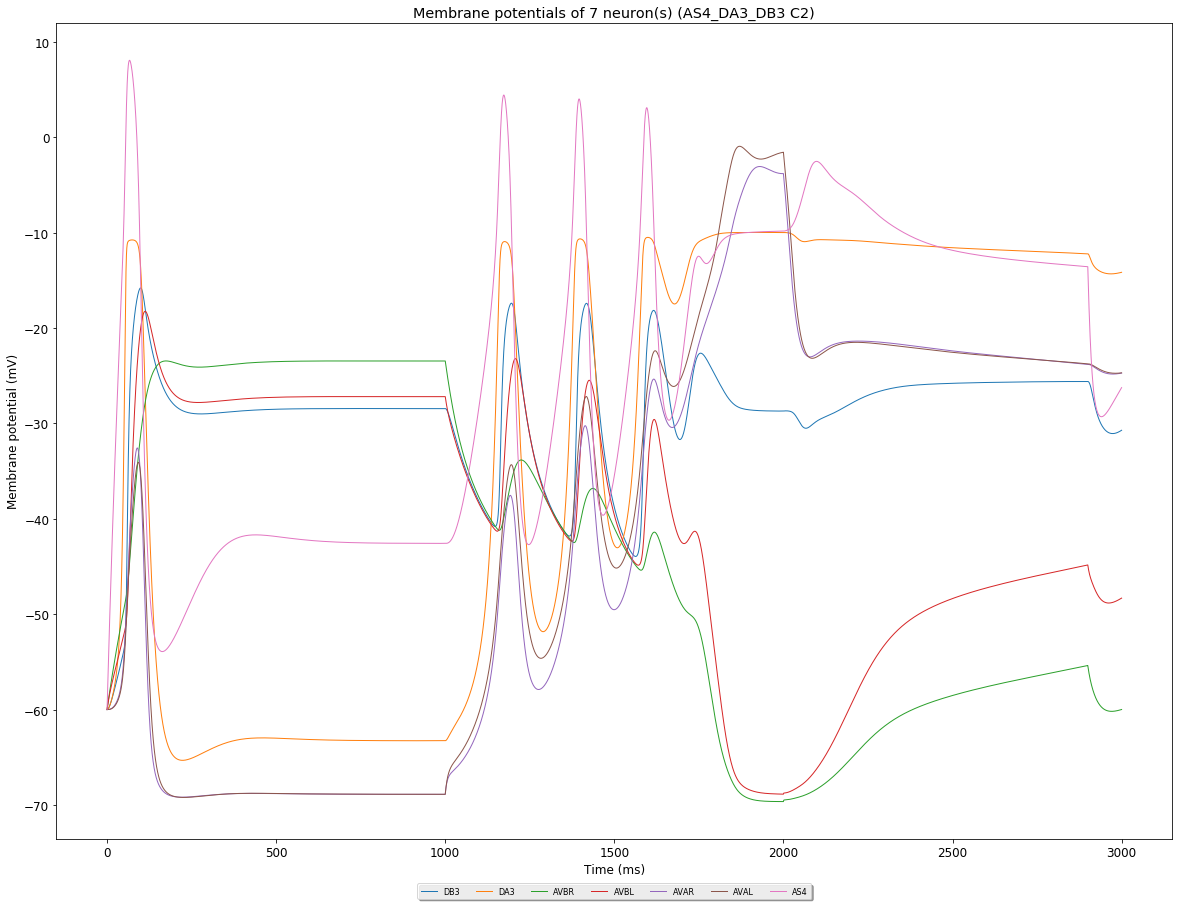 Membrane potentials of 7 neuron(s) (AS4_DA3_DB3 C2)
10
0
−10
−20
−30
−40
−50
−60
−70
Membrane potential (mV)
0 500 1000 1500 2000 2500 3000
Time (ms)
DB3 DA3 AVBR AVBL AVAR AVAL AS4